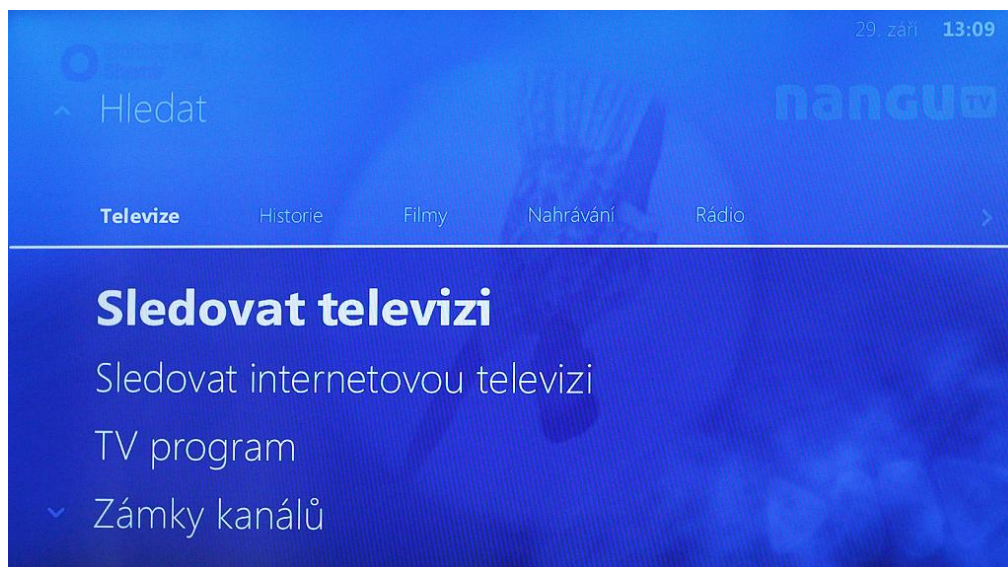 29. září 13:09
Hledat
nanGu TV
Televize Historie Filmy Nahrávání Rádio
Sledovat televizi
Sledovat internetovou televizi
TV program
Zámky kanálů